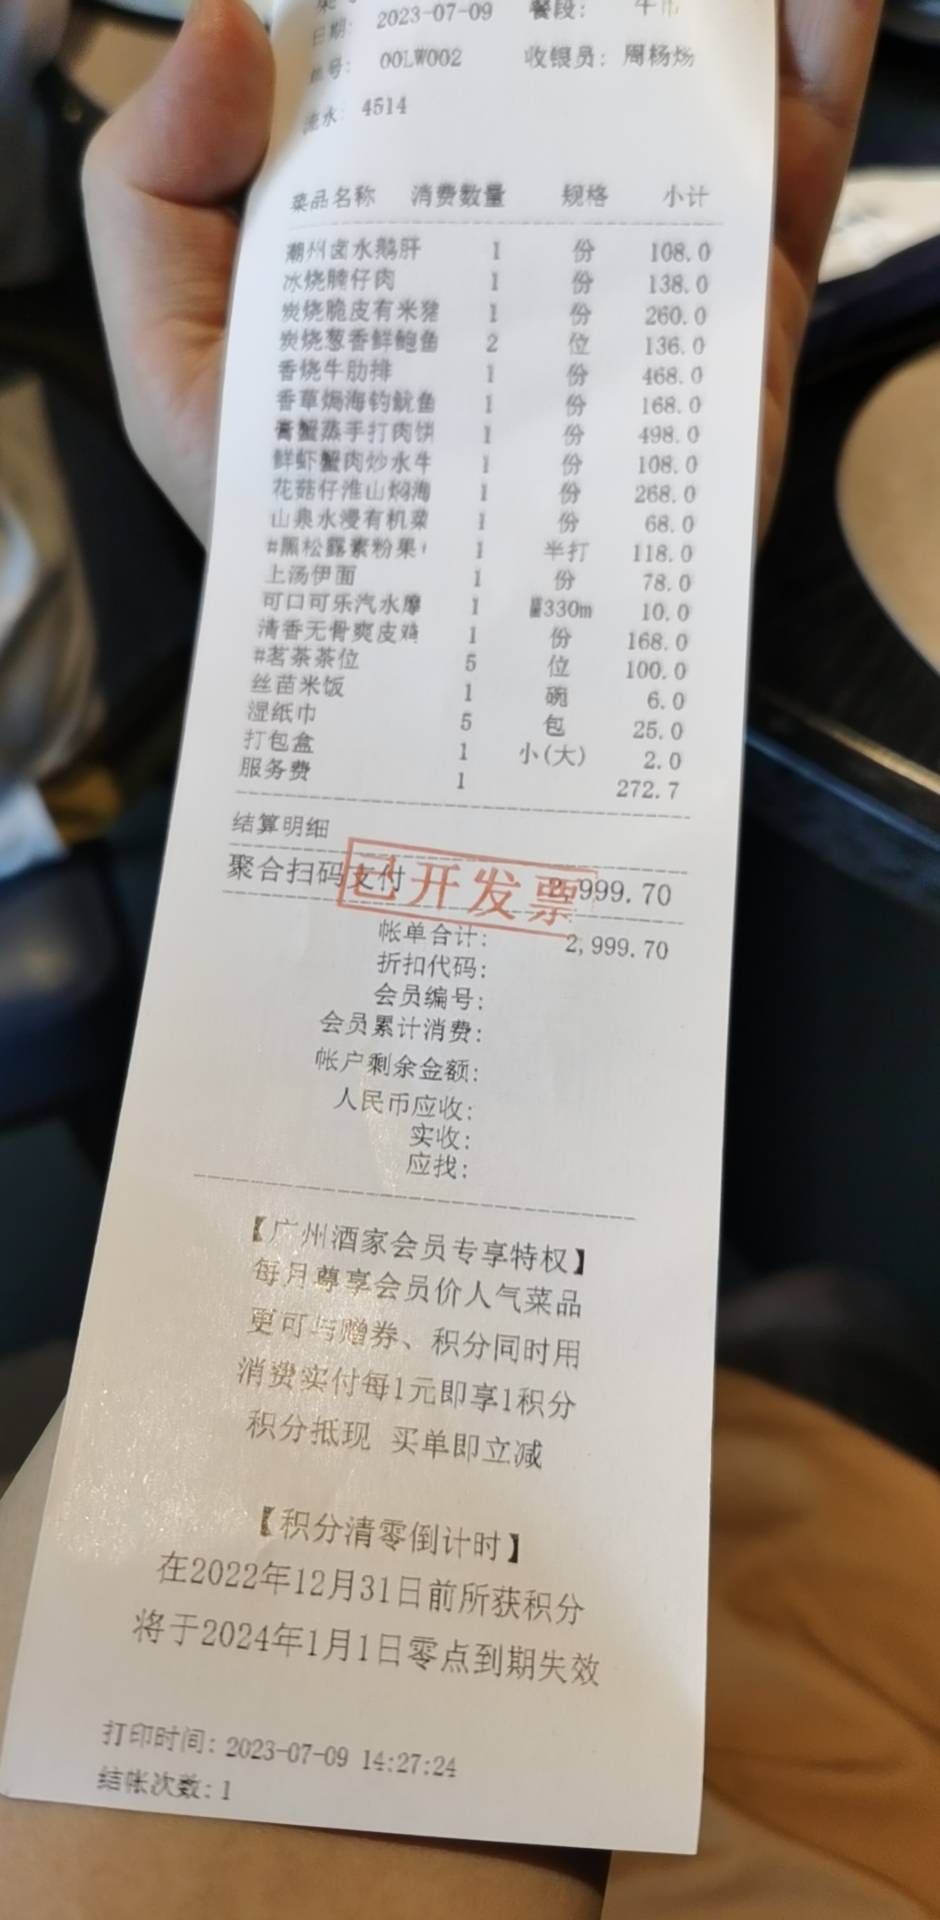 日期: 2023-07-09 餐段:
单号: 00LW002 收银员: 周杨炀
流水: 4514
菜品名称 消费数量 规格 小计
潮州卤水鹅肝 1 份 108.0
冰烧腩仔肉 1 份 138.0
炭烧脆皮有米猪 1 份 260.0
炭烧葱香鲜鲍鱼 2 位 136.0
香烧牛肋排 1 份 468.0
香草焗海钓鱿鱼 1 份 168.0
膏蟹蒸手打肉饼 1 份 498.0
鲜虾蟹肉炒水牛 1 份 108.0
花菇仔淮山焖海 1 份 268.0
山泉水浸有机菜 1 份 68.0
#黑松露素粉果 1 半打 118.0
上汤伊面 1 份 78.0
可口可乐汽水摩 1 330m 10.0
清香无骨爽皮鸡 1 份 168.0
#茗茶茶位 5 位 100.0
丝苗米饭 1 碗 6.0
湿纸巾 5 包 25.0
打包盒 1 小(大) 2.0
服务费 1 272.7
结算明细
聚合扫码支付 2,999.70
已开发票
帐单合计: 2,999.70
折扣代码:
会员编号:
会员累计消费:
帐户剩余金额:
人民币应收:
实收:
应找:
【广州酒家会员专享特权】
每月尊享会员价人气菜品
更可与赠券、积分同时用
消费实付每1元即享1积分
积分抵现 买单即立减
【积分清零倒计时】
在2022年12月31日前所获积分
将于2024年1月1日零点到期失效
打印时间: 2023-07-09 14:27:24
结帐次数: 1